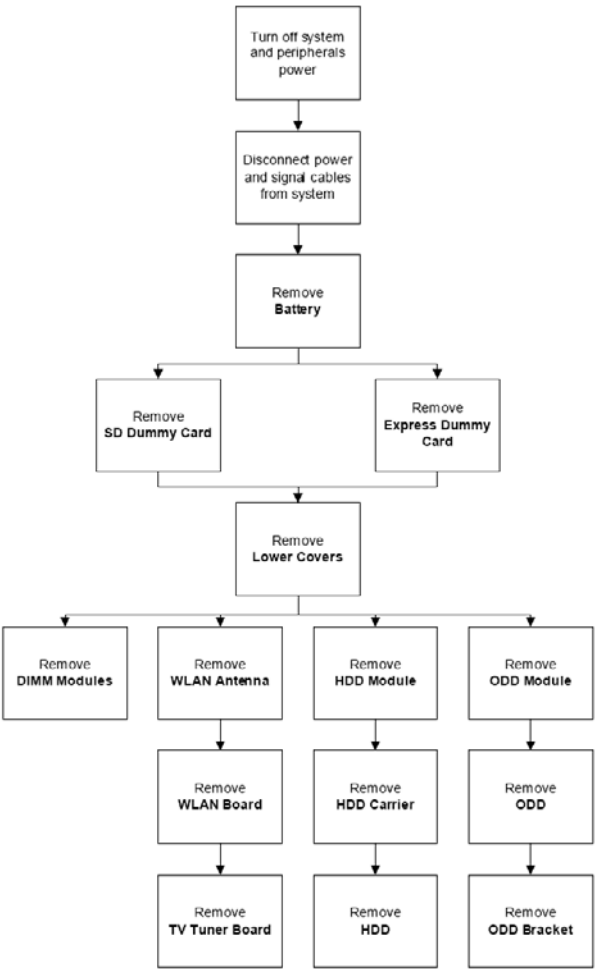 Turn off system
and peripherals
power
Disconnect power
and signal cables
from system
Remove
Battery
Remove
SD Dummy Card
Remove
Express Dummy
Card
Remove
Lower Covers
Remove
DIMM Modules
Remove
WLAN Antenna
Remove
HDD Module
Remove
ODD Module
Remove
WLAN Board
Remove
HDD Carrier
Remove
ODD
Remove
TV Tuner Board
Remove
HDD
Remove
ODD Bracket